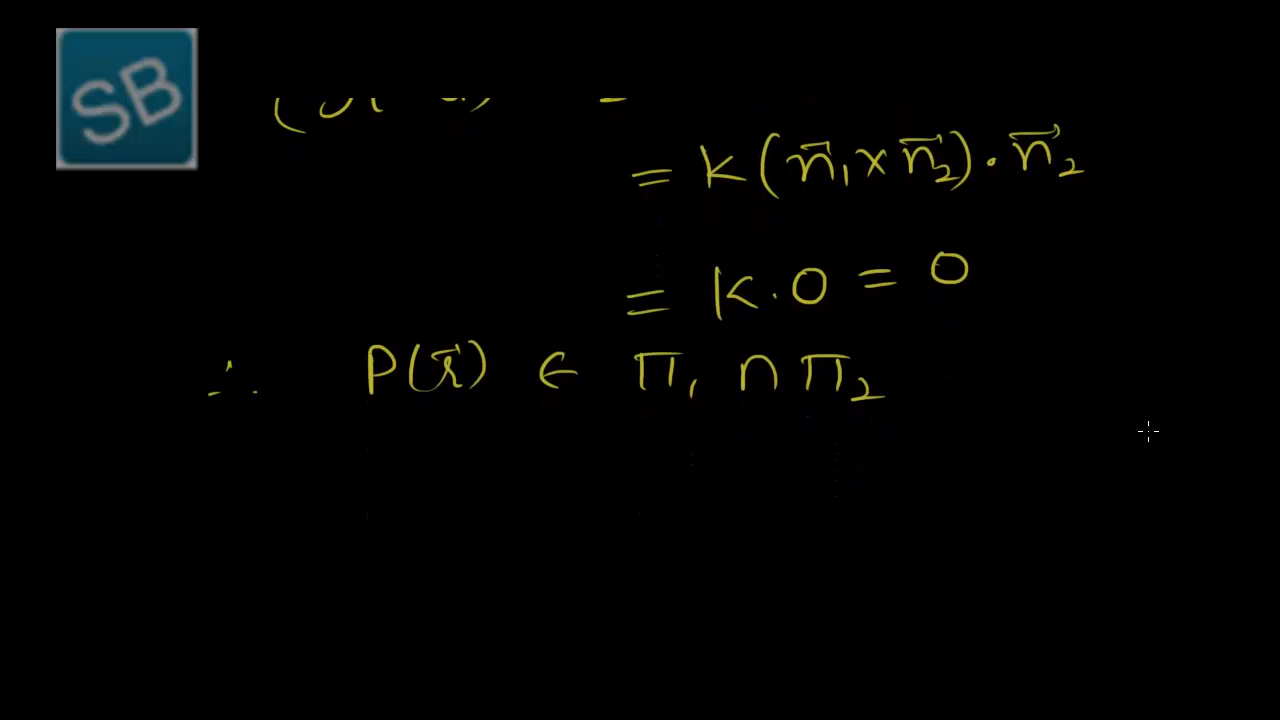 SB
= K(n̄₁×n̄₂)·n⃗₂
= K.0 = 0
∴ P(r⃗) ∈ π₁ ∩ π₂